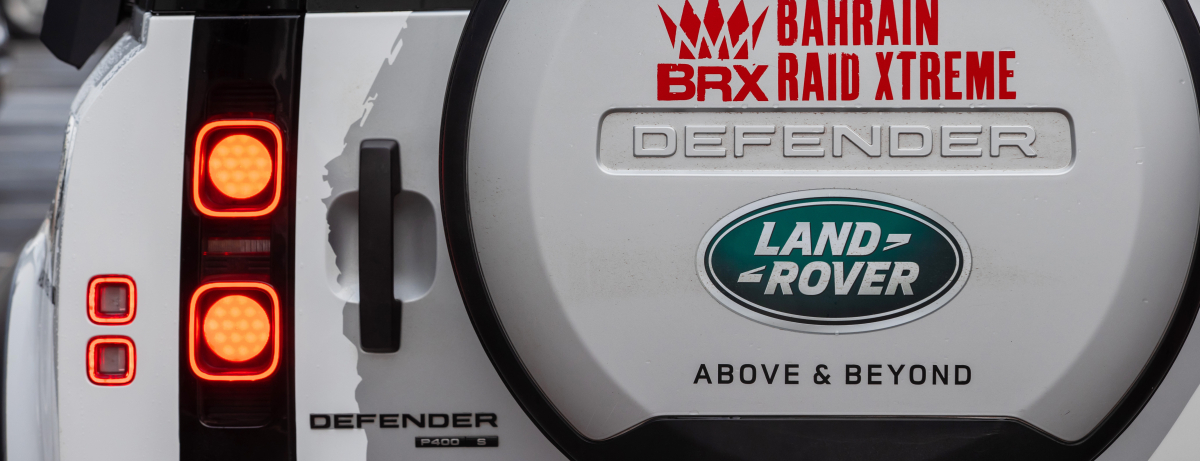 BAHRAIN
BRX RAID XTREME
DEFENDER
LAND
ROVER
ABOVE & BEYOND
DEFENDER
P400 S